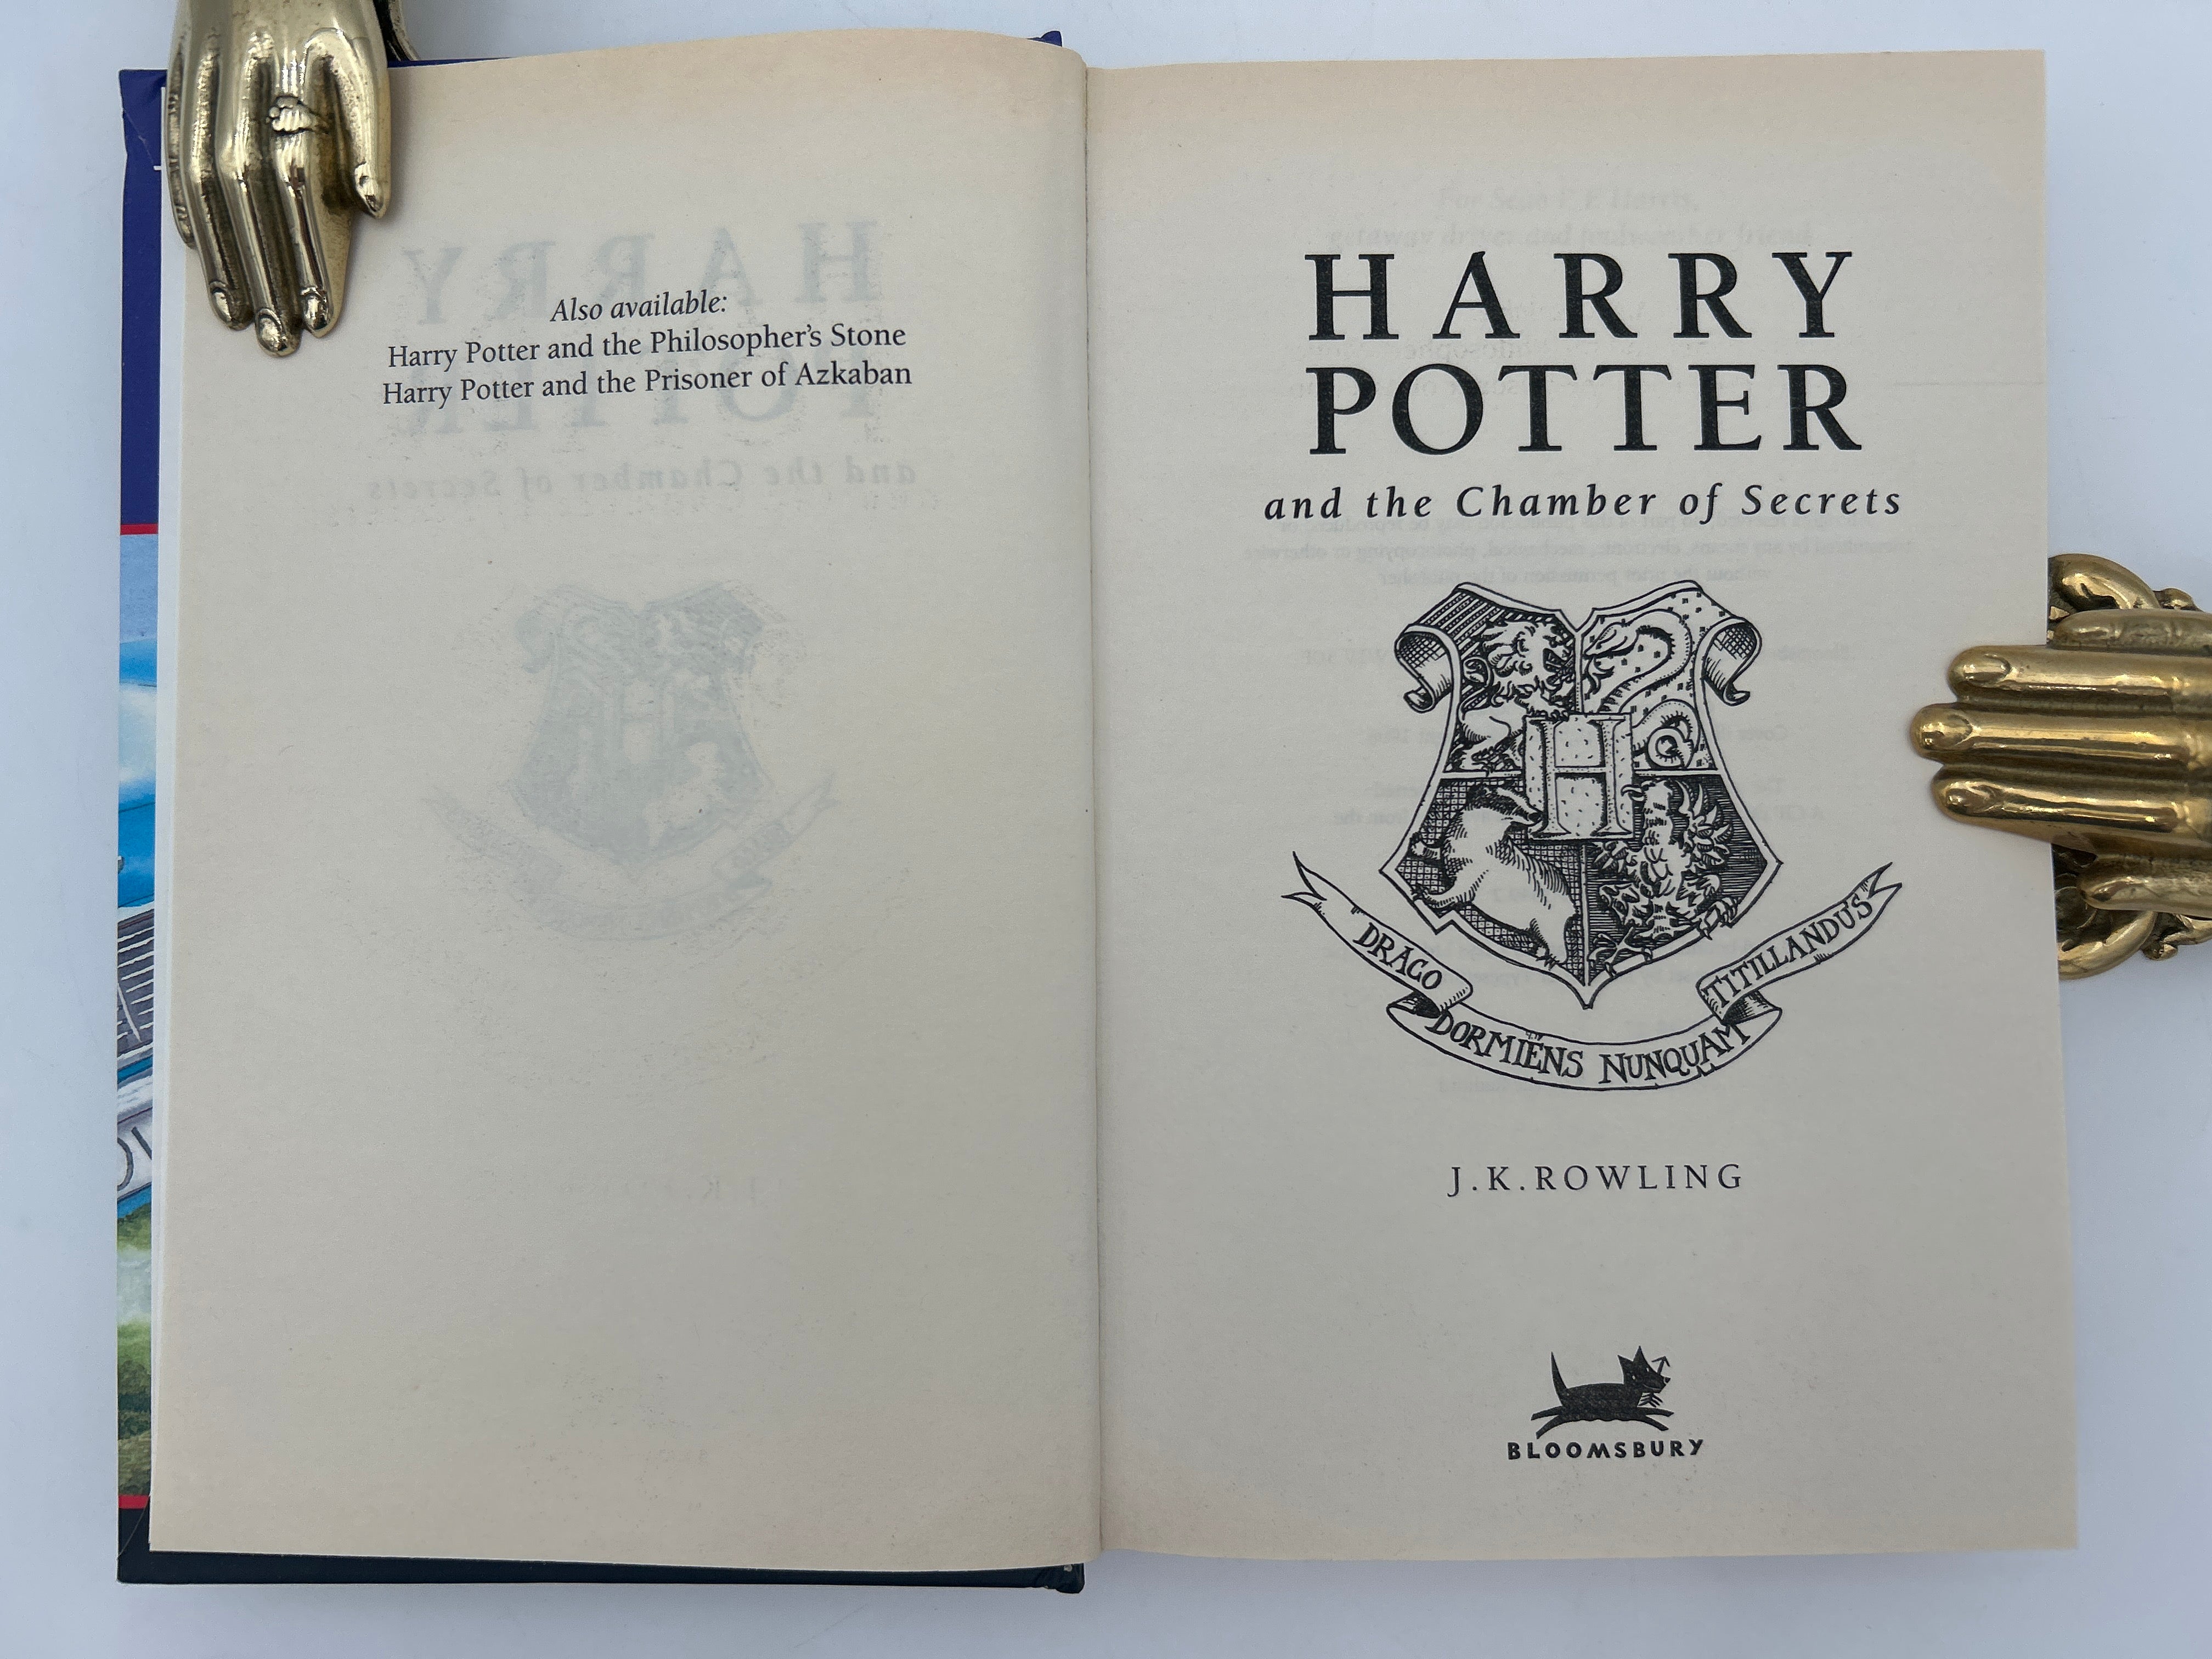 Also available:
Harry Potter and the Philosopher's Stone
Harry Potter and the Prisoner of Azkaban
HARRY
POTTER
and the Chamber of Secrets
H
DRACO
DORMIENS NUNQUAM
TITILLANDUS
J.K.ROWLING
BLOOMSBURY